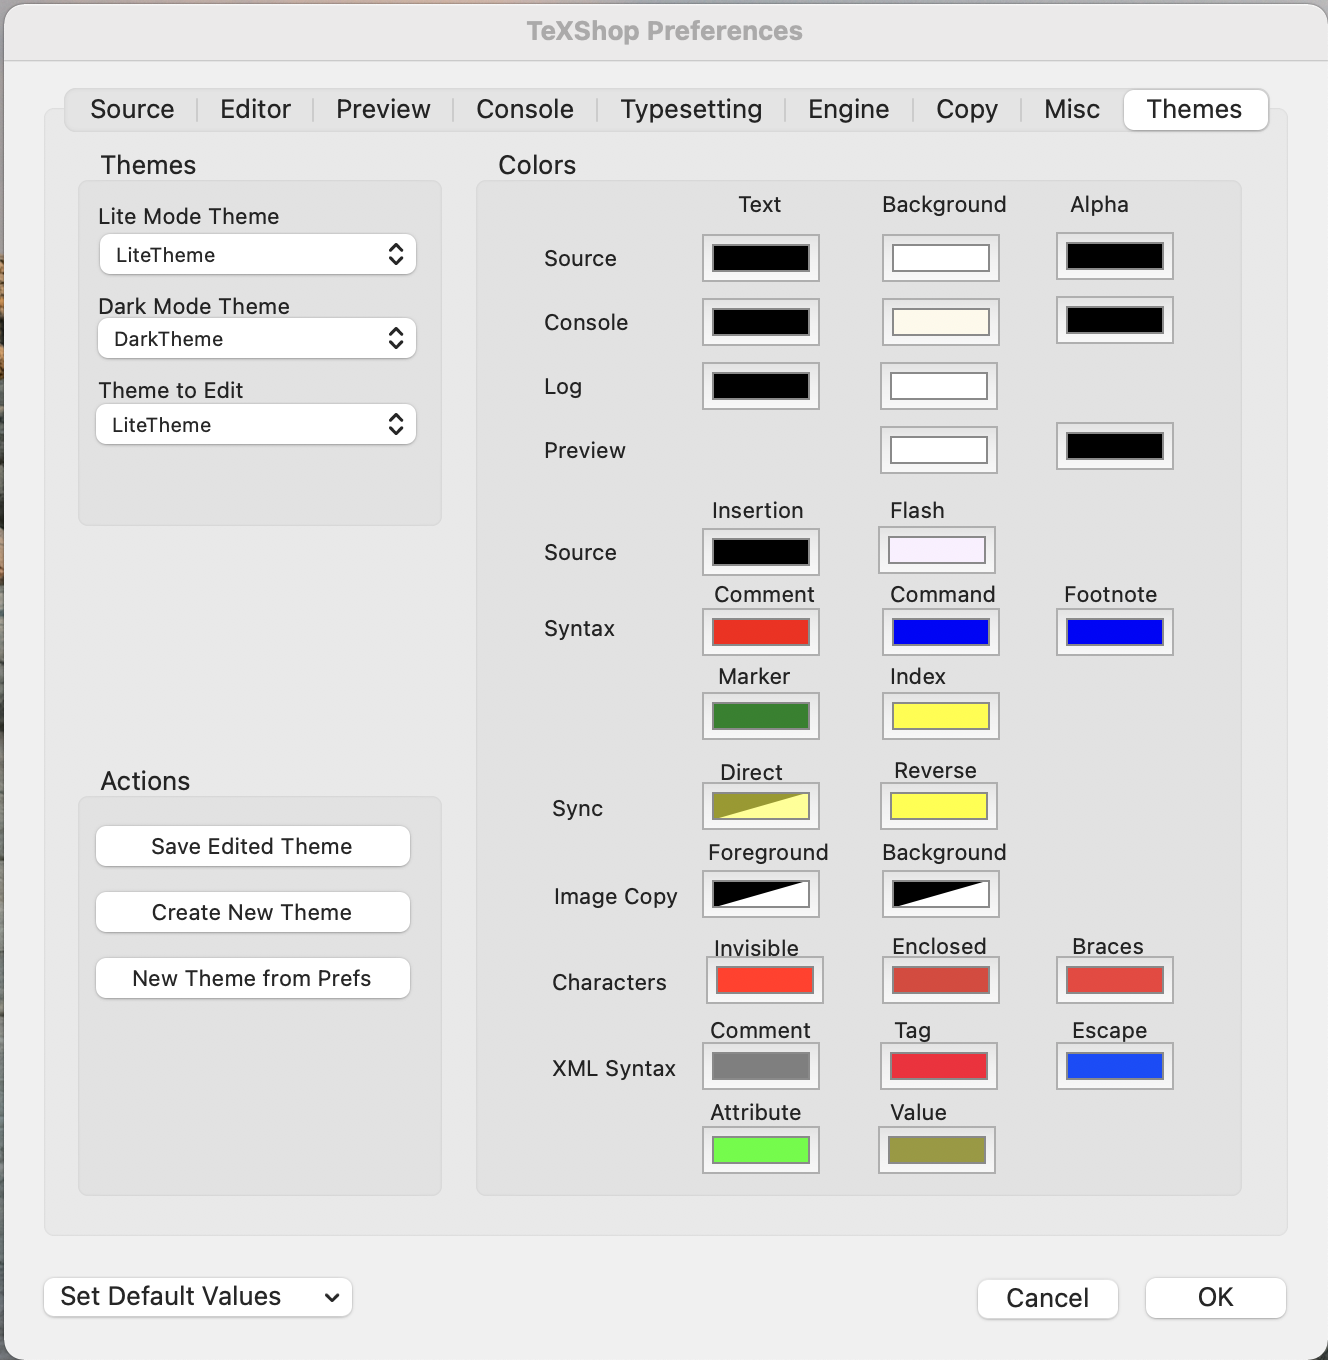 TeXShop Preferences
Source Editor Preview Console Typesetting Engine Copy Misc Themes
Themes
Lite Mode Theme
LiteTheme
Dark Mode Theme
DarkTheme
Theme to Edit
LiteTheme
Actions
Save Edited Theme
Create New Theme
New Theme from Prefs
Colors
Text Background Alpha
Source
Console
Log
Preview
Insertion Flash
Source
Comment Command Footnote
Syntax
Marker Index
Direct Reverse
Sync
Foreground Background
Image Copy
Invisible Enclosed Braces
Characters
Comment Tag Escape
XML Syntax
Attribute Value
Set Default Values
Cancel OK